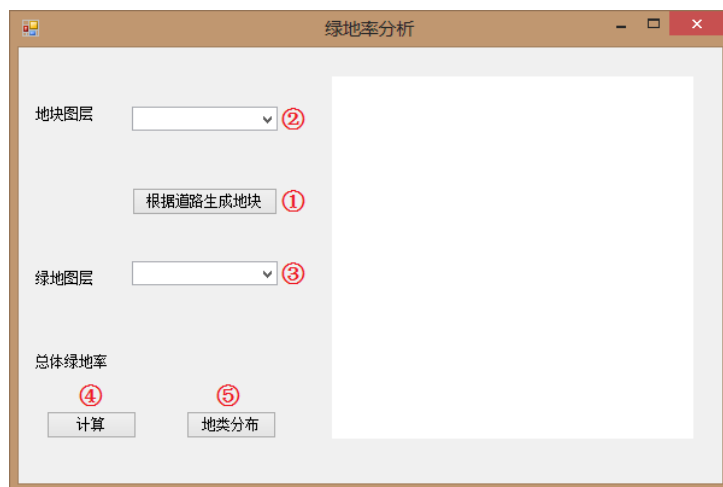 绿地率分析
地块图层 ②
根据道路生成地块 ①
绿地图层 ③
总体绿地率
④ ⑤
计算 地类分布